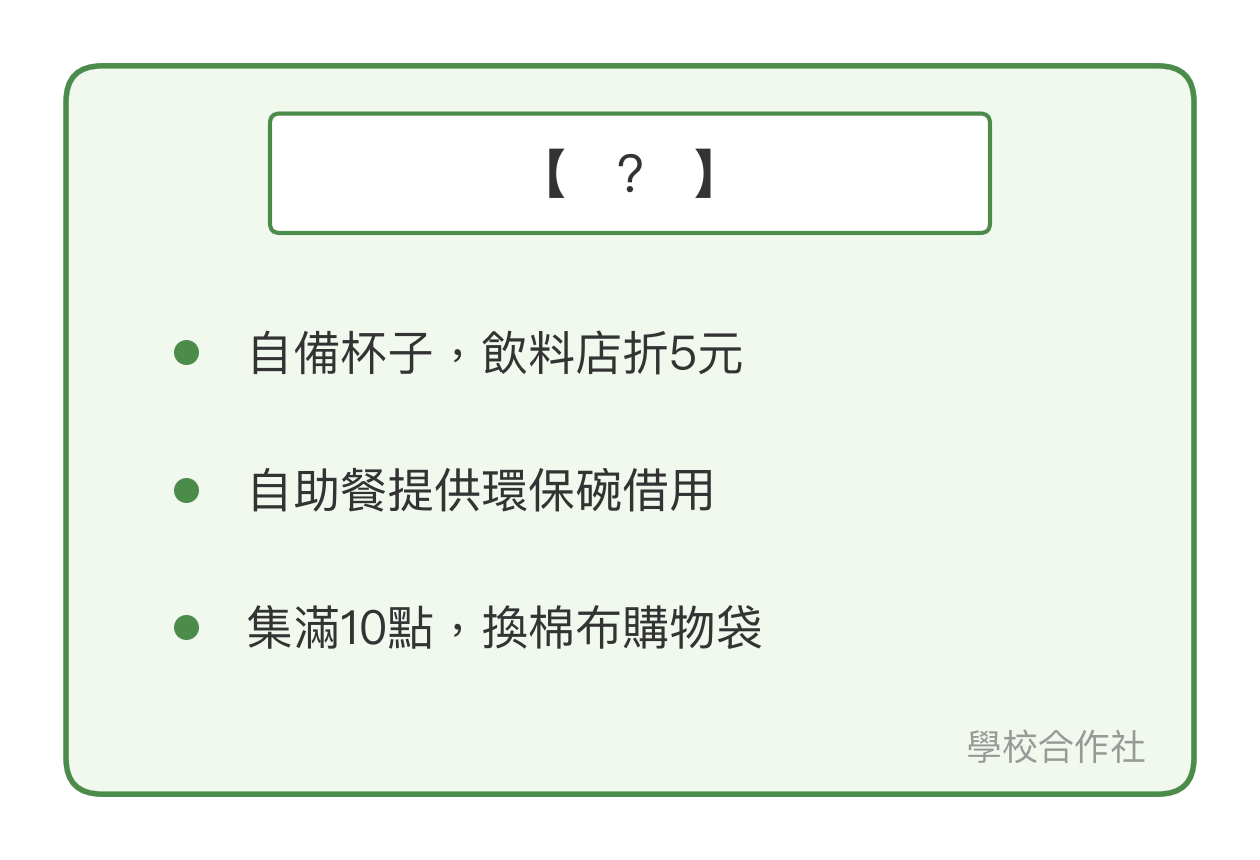 【　?　】
自備杯子，飲料店折5元
自助餐提供環保碗借用
集滿10點，換棉布購物袋
學校合作社